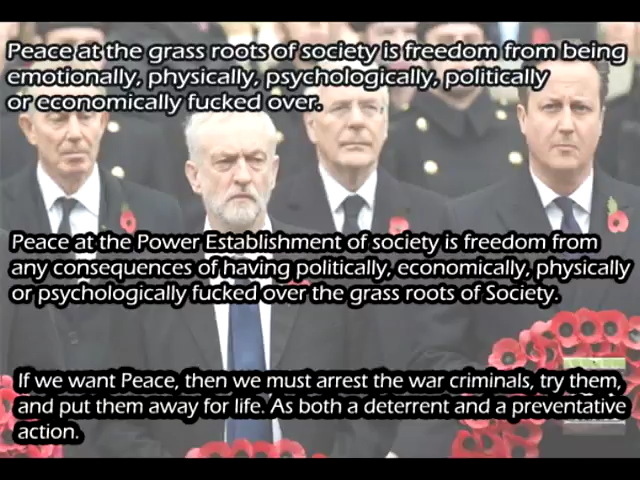 Peace at the grass roots of society is freedom from being
emotionally, physically, psychologically, politically
or economically fucked over.
Peace at the Power Establishment of society is freedom from
any consequences of having politically, economically, physically
or psychologically fucked over the grass roots of Society.
If we want Peace, then we must arrest the war criminals, try them,
and put them away for life. As both a deterrent and a preventative
action.